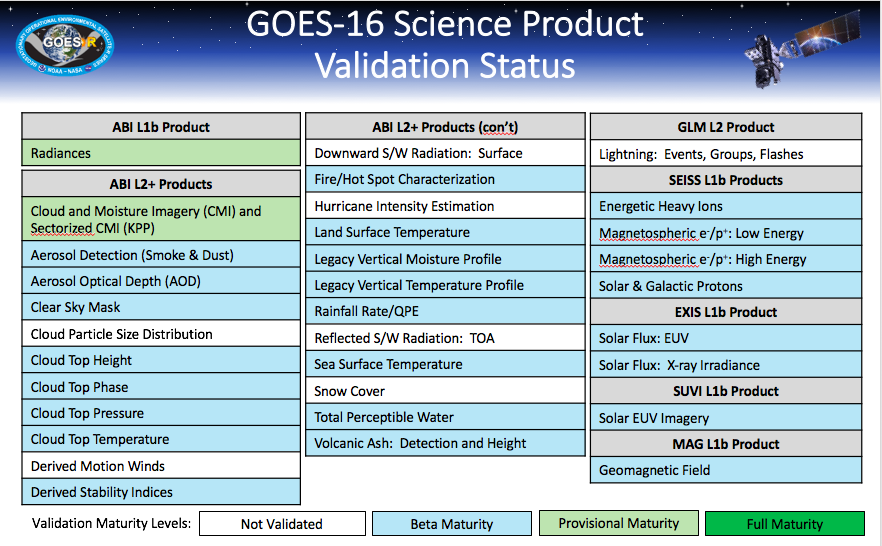 GOES-16 Science Product
Validation Status
GEOSTATIONARY OPERATIONAL ENVIRONMENTAL SATELLITE
GOES R
NOAA - NASA
ABI L1b Product
Radiances
ABI L2+ Products
Cloud and Moisture Imagery (CMI) and
Sectorized CMI (KPP)
Aerosol Detection (Smoke & Dust)
Aerosol Optical Depth (AOD)
Clear Sky Mask
Cloud Particle Size Distribution
Cloud Top Height
Cloud Top Phase
Cloud Top Pressure
Cloud Top Temperature
Derived Motion Winds
Derived Stability Indices
ABI L2+ Products (con't)
Downward S/W Radiation: Surface
Fire/Hot Spot Characterization
Hurricane Intensity Estimation
Land Surface Temperature
Legacy Vertical Moisture Profile
Legacy Vertical Temperature Profile
Rainfall Rate/QPE
Reflected S/W Radiation: TOA
Sea Surface Temperature
Snow Cover
Total Perceptible Water
Volcanic Ash: Detection and Height
GLM L2 Product
Lightning: Events, Groups, Flashes
SEISS L1b Products
Energetic Heavy Ions
Magnetospheric e-/p+: Low Energy
Magnetospheric e-/p+: High Energy
Solar & Galactic Protons
EXIS L1b Product
Solar Flux: EUV
Solar Flux: X-ray Irradiance
SUVI L1b Product
Solar EUV Imagery
MAG L1b Product
Geomagnetic Field
Validation Maturity Levels:
Not Validated
Beta Maturity
Provisional Maturity
Full Maturity